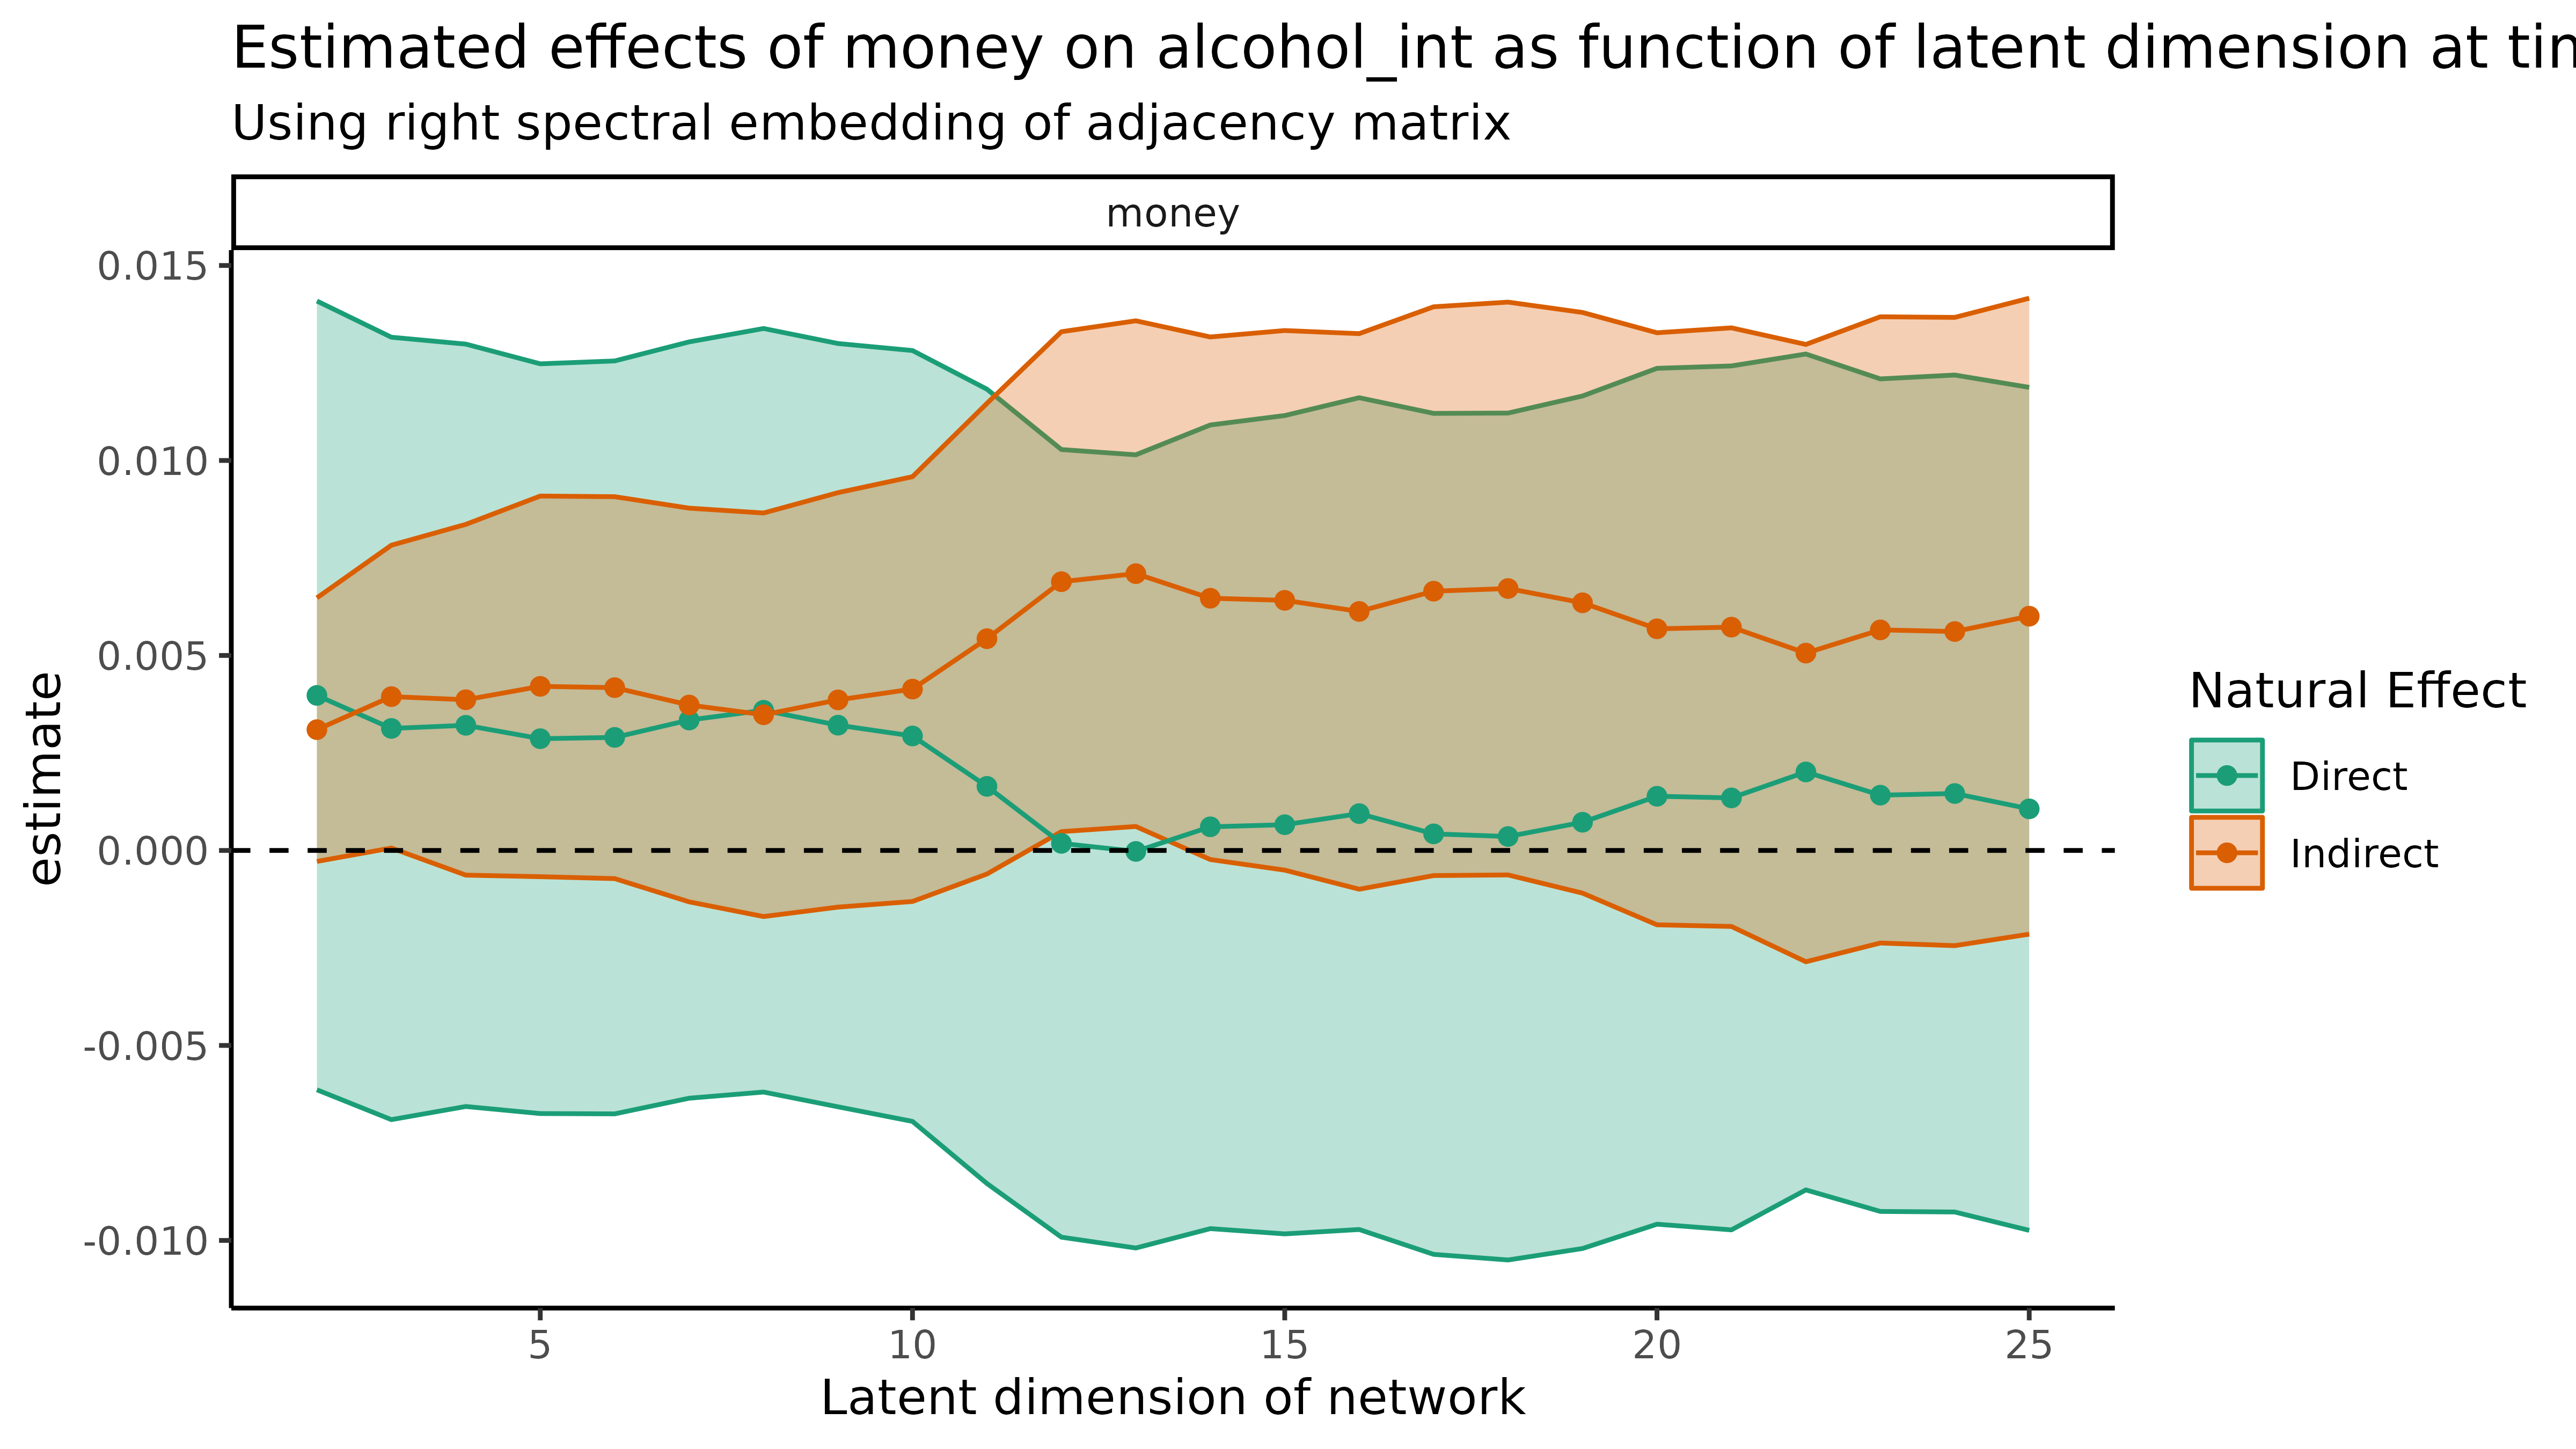 Estimated effects of money on alcohol_int as function of latent dimension at
Using right spectral embedding of adjacency matrix
money
0.015
0.010
0.005
0.000
-0.005
-0.010
estimate
5 10 15 20 25
Latent dimension of network
Natural Effect
Direct
Indirect